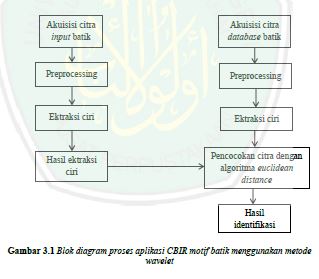 Akuisisi citra
input batik
Preprocessing
Ektraksi ciri
Hasil ektraksi
ciri
Akuisisi citra
database batik
Preprocessing
Ektraksi ciri
Pencocokan citra dengan
algoritma euclidean
distance
Hasil
identifikasi
Gambar 3.1 Blok diagram proses aplikasi CBIR motif batik menggunakan metode
wavelet